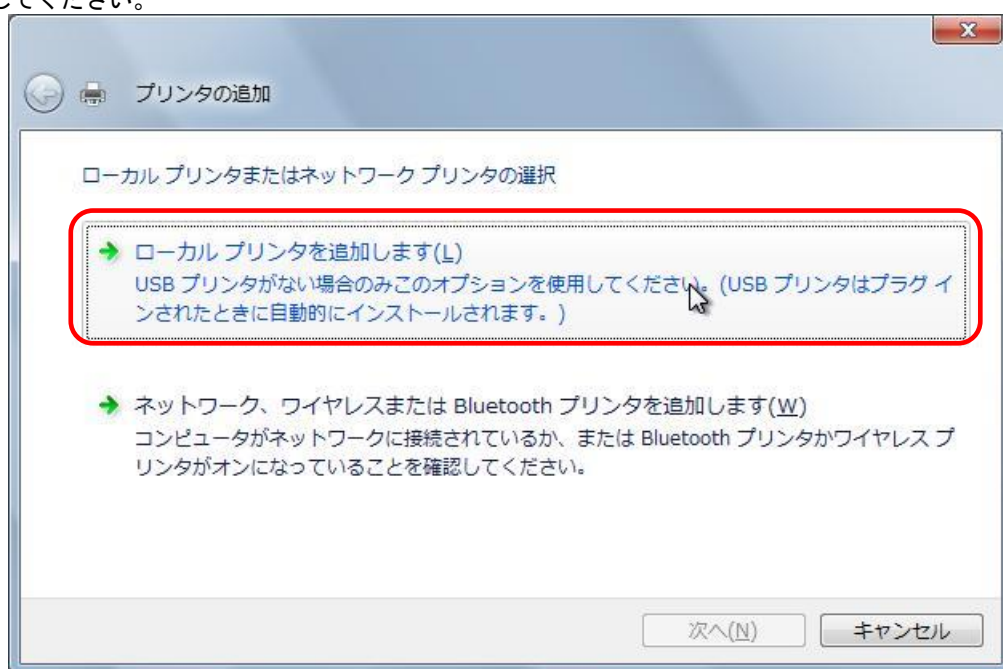 してください。
プリンタの追加
ローカル プリンタまたはネットワーク プリンタの選択
ローカル プリンタを追加します(L)
USB プリンタがない場合のみこのオプションを使用してください。(USB プリンタはプラグ イ
ンされたときに自動的にインストールされます。)
ネットワーク、ワイヤレスまたは Bluetooth プリンタを追加します(W)
コンピュータがネットワークに接続されているか、または Bluetooth プリンタかワイヤレス プ
リンタがオンになっていることを確認してください。
次へ(N)
キャンセル